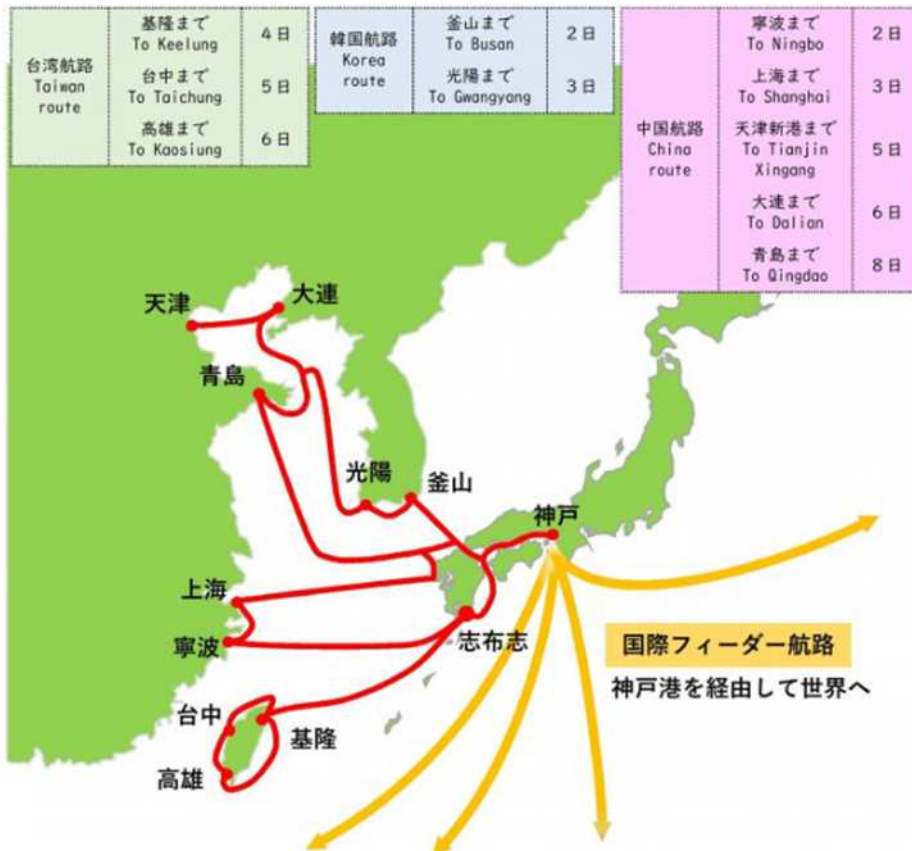 台湾航路
Taiwan
route
基隆まで
To Keelung
4日
台中まで
To Taichung
5日
高雄まで
To Kaosiung
6日
韓国航路
Korea
route
釜山まで
To Busan
2日
光陽まで
To Gwangyang
3日
中国航路
China
route
寧波まで
To Ningbo
2日
上海まで
To Shanghai
3日
天津新港まで
To Tianjin
Xingang
5日
大連まで
To Dalian
6日
青島まで
To Qingdao
8日
天津
大連
青島
光陽
釜山
神戸
上海
寧波
志布志
台中
基隆
高雄
国際フィーダー航路
神戸港を経由して世界へ